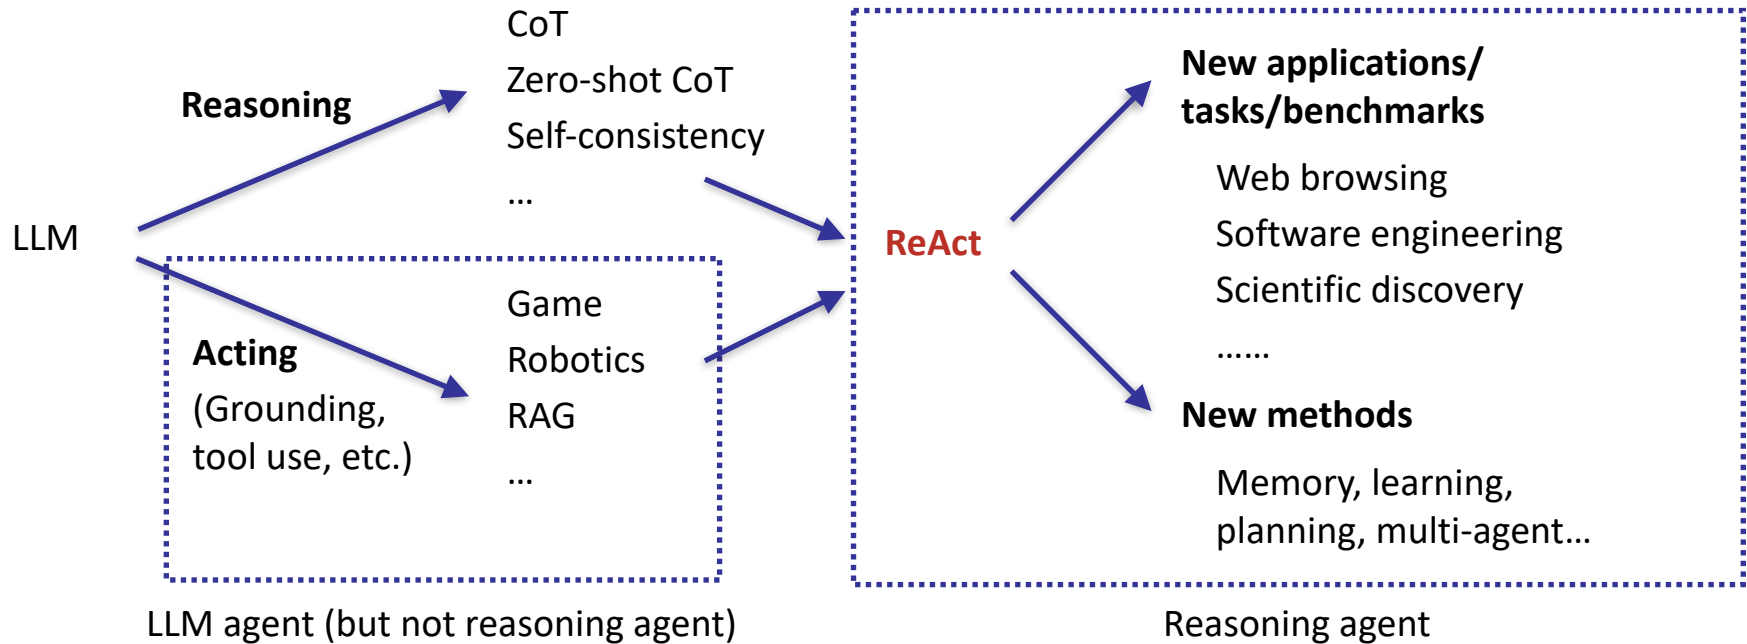 LLM
Reasoning
CoT
Zero-shot CoT
Self-consistency
...
Acting
(Grounding,
tool use, etc.)
Game
Robotics
RAG
...
LLM agent (but not reasoning agent)
ReAct
New applications/
tasks/benchmarks
Web browsing
Software engineering
Scientific discovery
......
New methods
Memory, learning,
planning, multi-agent...
Reasoning agent